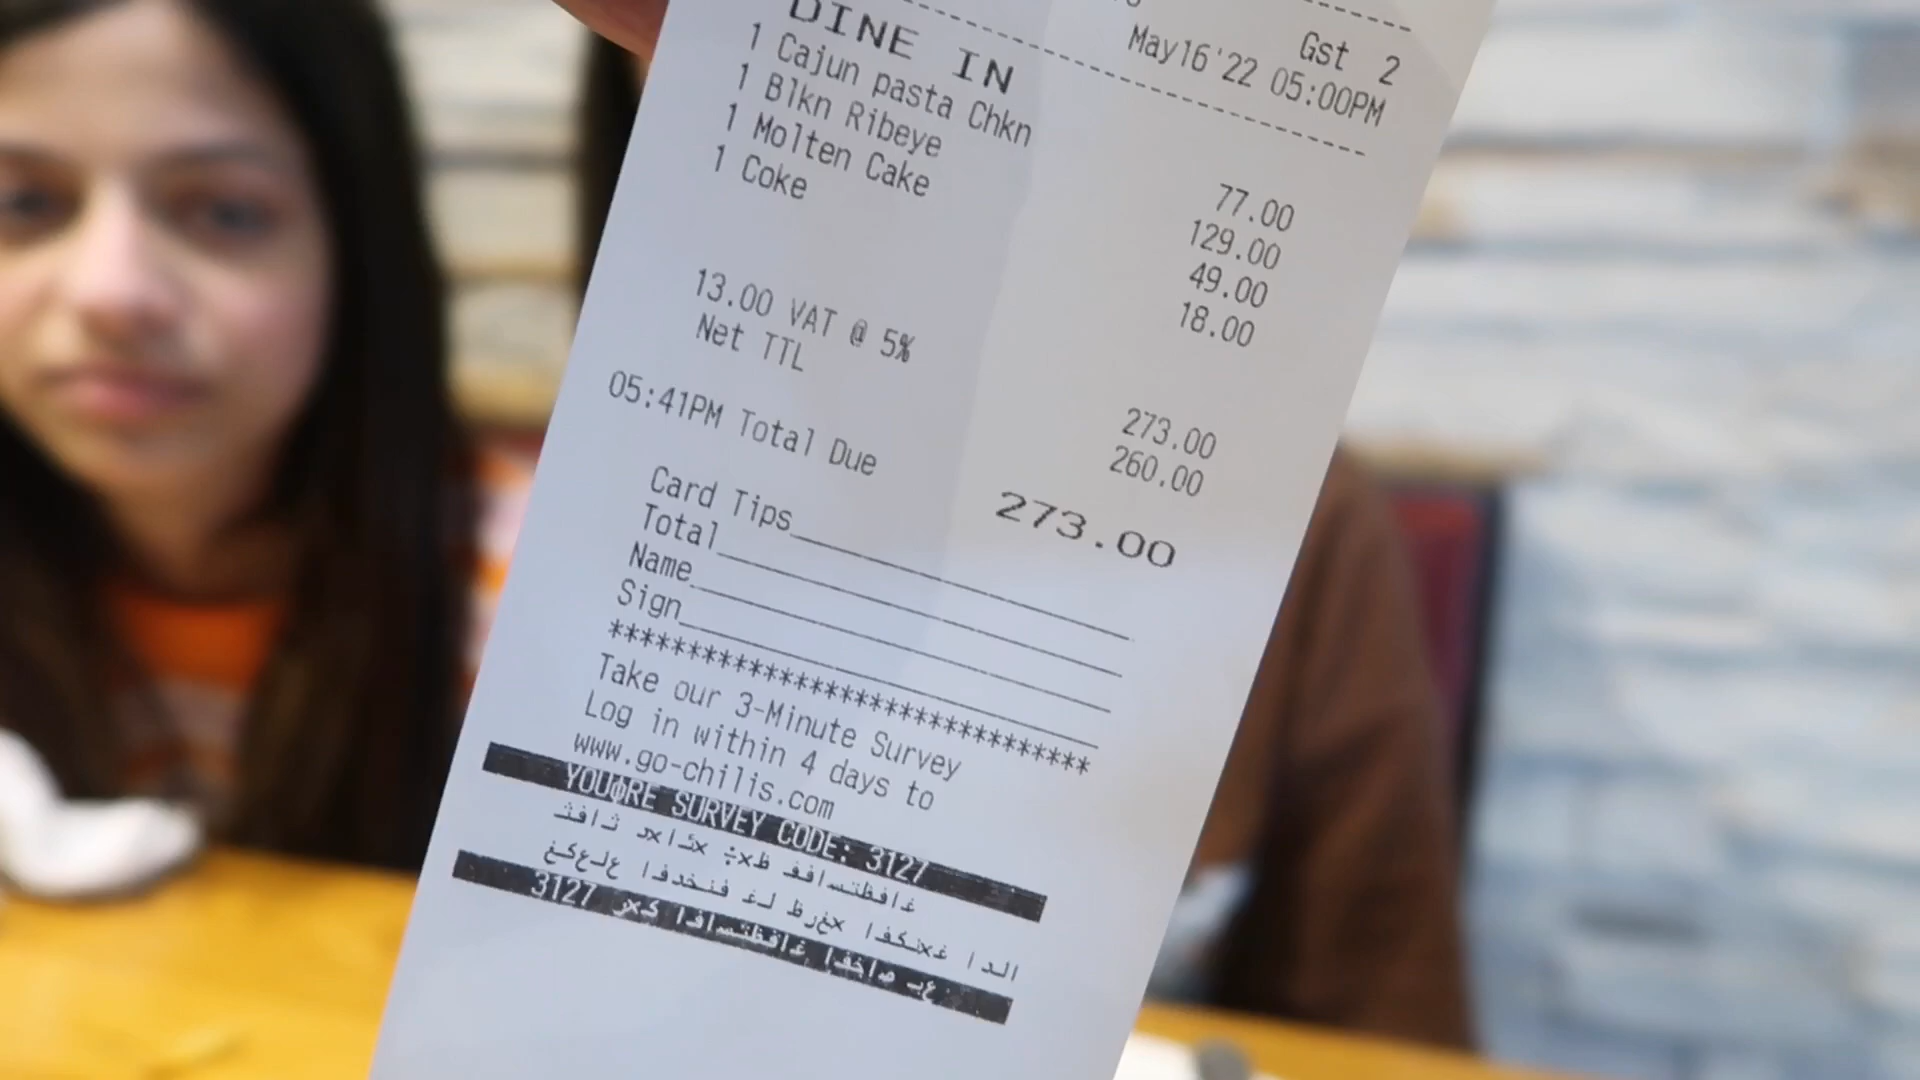 Gst 2
May16'22 05:00PM
DINE IN
1 Cajun pasta Chkn 77.00
1 Blkn Ribeye 129.00
1 Molten Cake 49.00
1 Coke 18.00
13.00 VAT @ 5% 273.00
Net TTL 260.00
05:41PM Total Due 273.00
Card Tips
Total
Name
Sign
****************************************
Take our 3-Minute Survey
Log in within 4 days to
www.go-chilis.com
SURVEY CODE: 3127
3127